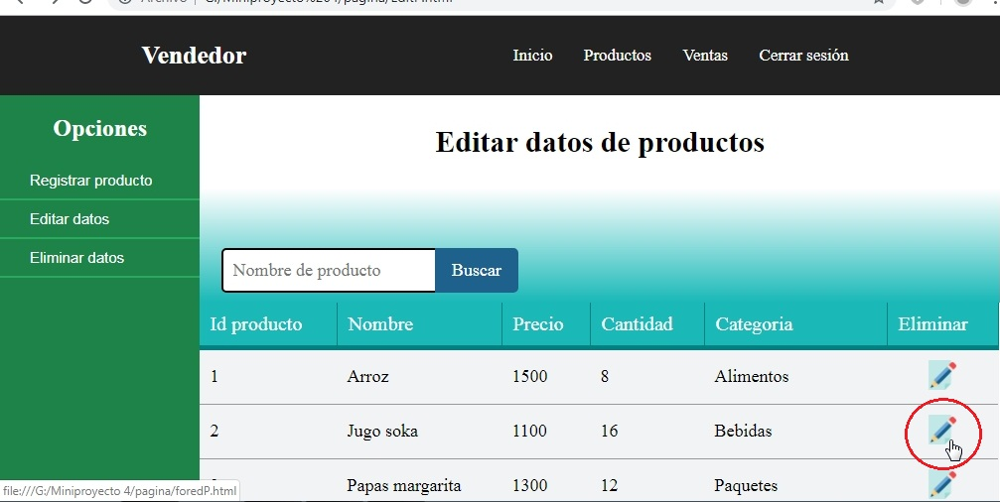 Archivo
G:/Miniproyecto%204/pagina/editP.html
Vendedor
Inicio Productos Ventas Cerrar sesión
Opciones
Registrar producto
Editar datos
Eliminar datos
Editar datos de productos
Nombre de producto Buscar
Id producto Nombre Precio Cantidad Categoria Eliminar
1 Arroz 1500 8 Alimentos
2 Jugo soka 1100 16 Bebidas
Papas margarita 1300 12 Paquetes
file:///G:/Miniproyecto 4/pagina/foredP.html